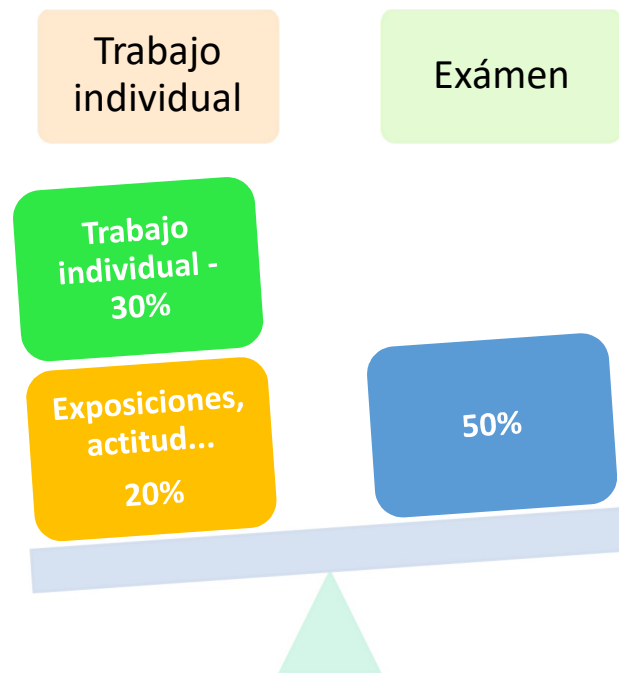 Trabajo
individual
Exámen
Trabajo
individual -
30%
Exposiciones,
actitud...
20%
50%